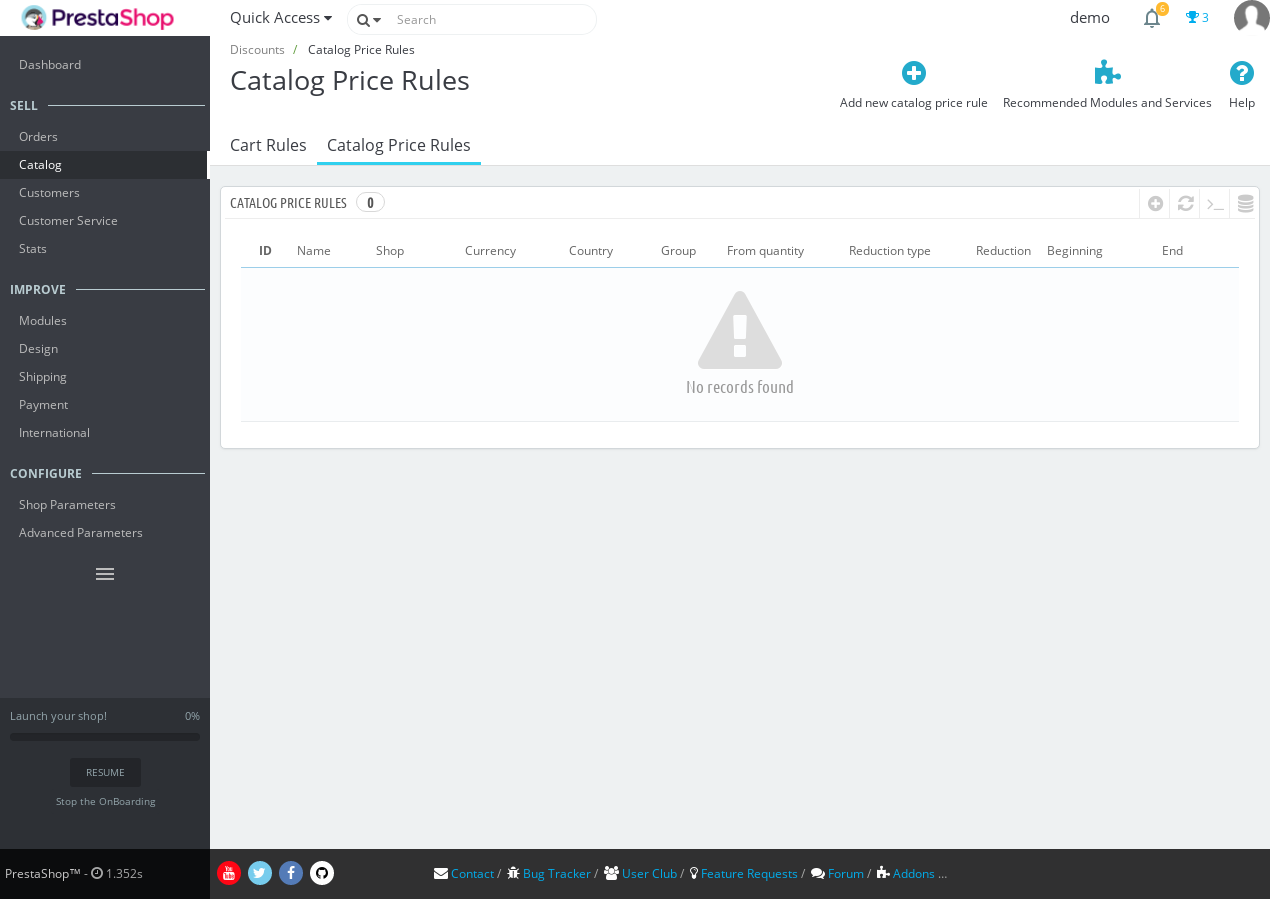 PrestaShop
Quick Access
Search
demo
6
3
Discounts / Catalog Price Rules
Catalog Price Rules
Add new catalog price rule
Recommended Modules and Services
Help
Cart Rules
Catalog Price Rules
Dashboard
SELL
Orders
Catalog
Customers
Customer Service
Stats
IMPROVE
Modules
Design
Shipping
Payment
International
CONFIGURE
Shop Parameters
Advanced Parameters
Launch your shop! 0%
RESUME
Stop the OnBoarding
CATALOG PRICE RULES 0
ID Name Shop Currency Country Group From quantity Reduction type Reduction Beginning End
No records found
PrestaShop™ - 1.352s
Contact / Bug Tracker / User Club / Feature Requests / Forum / Addons ...